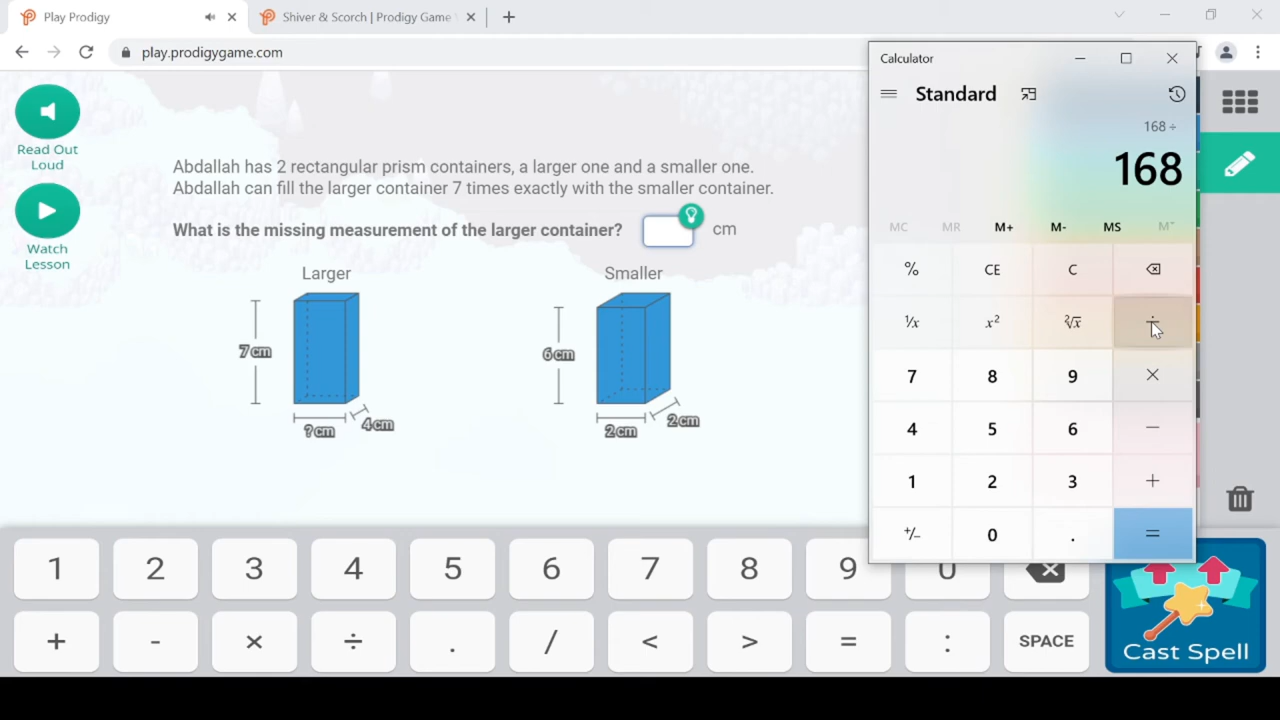 Play Prodigy
Shiver & Scorch | Prodigy Game
play.prodigygame.com
Read Out
Loud
Watch
Lesson
Abdallah has 2 rectangular prism containers, a larger one and a smaller one.
Abdallah can fill the larger container 7 times exactly with the smaller container.
What is the missing measurement of the larger container? cm
Larger
7 cm
? cm
4 cm
Smaller
6 cm
2 cm
2 cm
Calculator
Standard
168 ÷
168
MC MR M+ M- MS M˅
% CE C
¹/x x² ²√x ÷
7 8 9 ×
4 5 6 −
1 2 3 +
+/− 0 . =
1 2 3 4 5 6 7 8 9 0
+ - × ÷ . / < > = : SPACE
Cast Spell